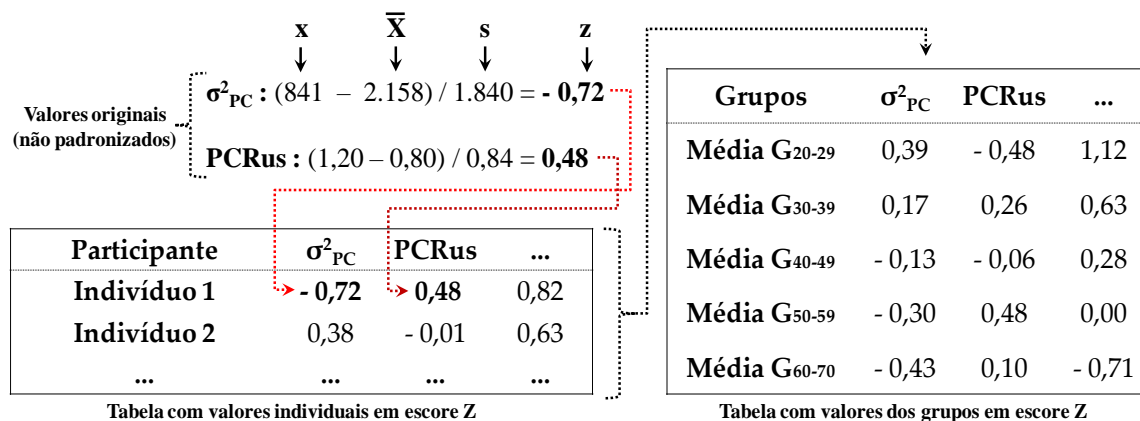 x X̅ s z
σ²PC : (841 – 2.158) / 1.840 = - 0,72
Valores originais
(não padronizados)
PCRus : (1,20 – 0,80) / 0,84 = 0,48
Participante σ²PC PCRus ...
Indivíduo 1 - 0,72 0,48 0,82
Indivíduo 2 0,38 - 0,01 0,63
... ... ... ...
Tabela com valores individuais em escore Z
Grupos σ²PC PCRus ...
Média G20-29 0,39 - 0,48 1,12
Média G30-39 0,17 0,26 0,63
Média G40-49 - 0,13 - 0,06 0,28
Média G50-59 - 0,30 0,48 0,00
Média G60-70 - 0,43 0,10 - 0,71
Tabela com valores dos grupos em escore Z